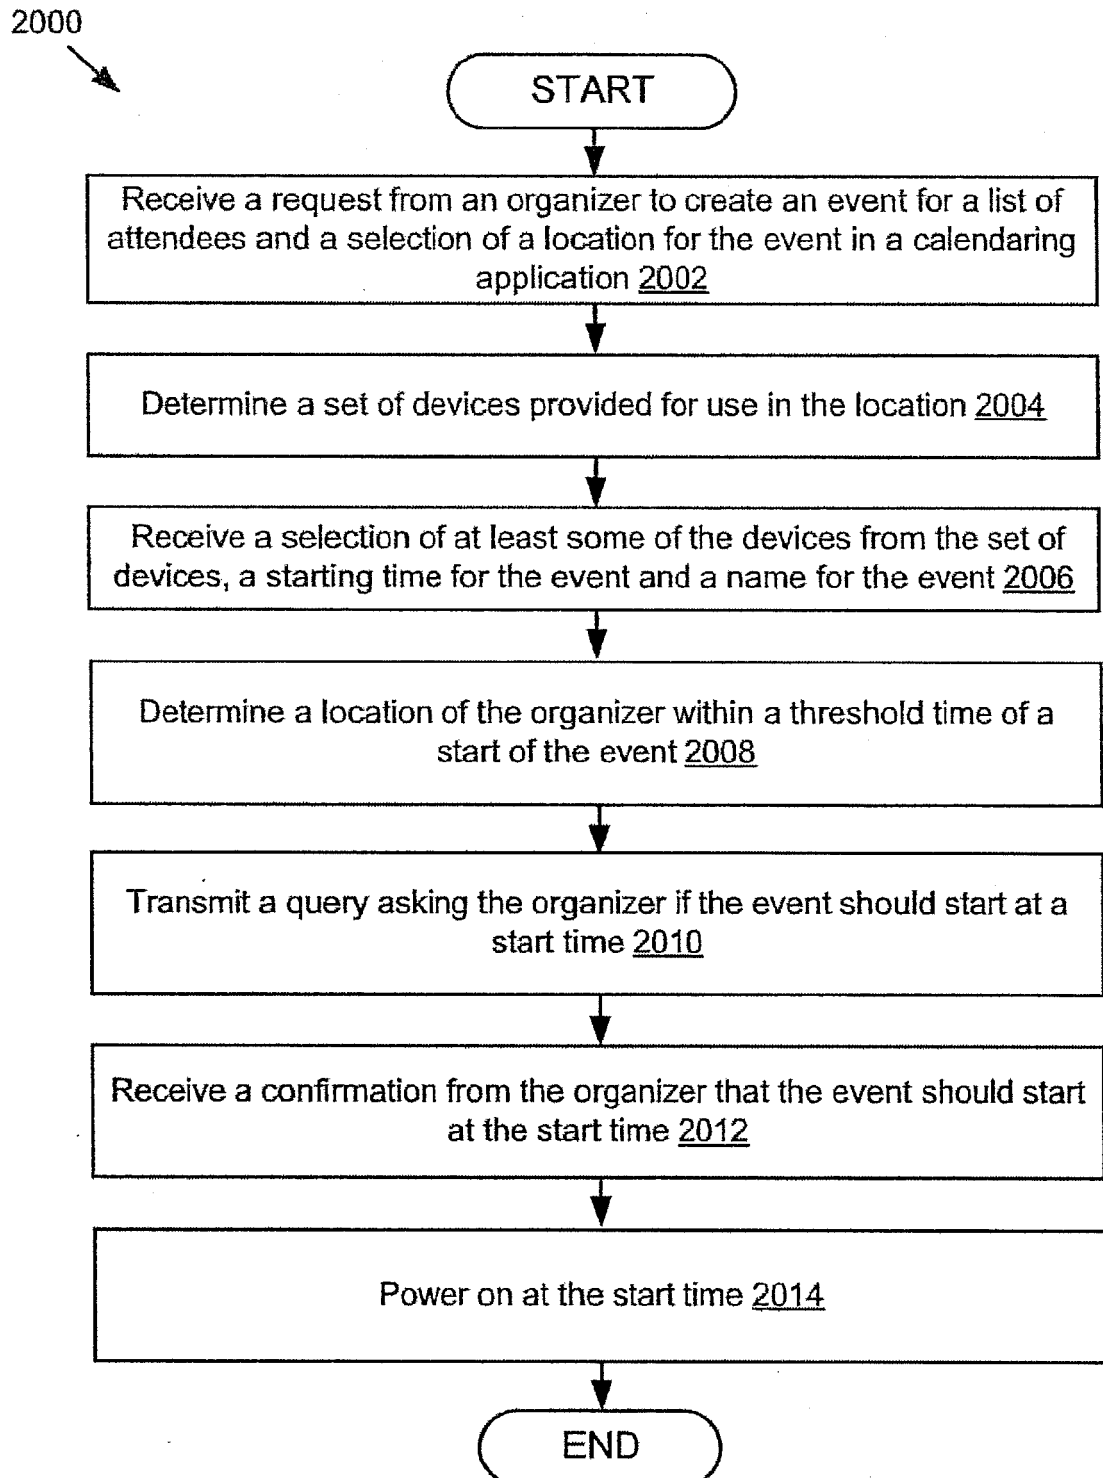 2000
START
Receive a request from an organizer to create an event for a list of
attendees and a selection of a location for the event in a calendaring
application 2002
Determine a set of devices provided for use in the location 2004
Receive a selection of at least some of the devices from the set of
devices, a starting time for the event and a name for the event 2006
Determine a location of the organizer within a threshold time of a
start of the event 2008
Transmit a query asking the organizer if the event should start at a
start time 2010
Receive a confirmation from the organizer that the event should start
at the start time 2012
Power on at the start time 2014
END